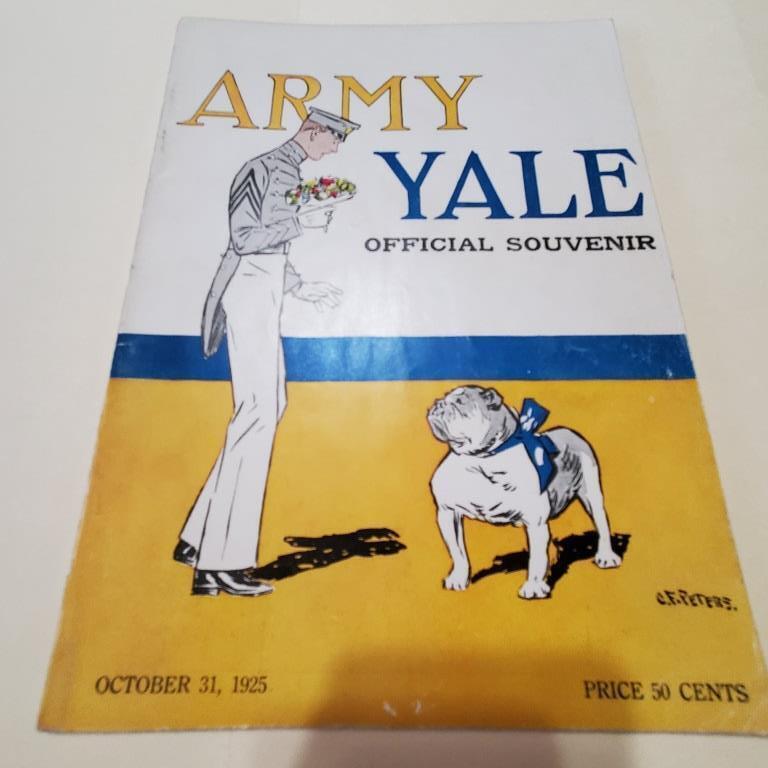 ARMY
YALE
OFFICIAL SOUVENIR
C.F.PETERS.
OCTOBER 31, 1925
PRICE 50 CENTS